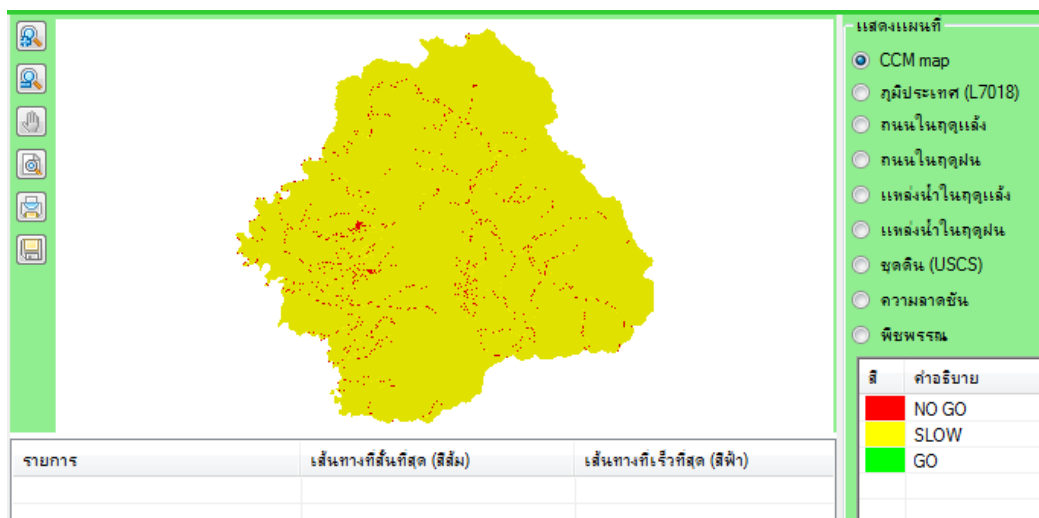 แสดงแผนที่
CCM map
ภูมิประเทศ (L7018)
ถนนในฤดูแล้ง
ถนนในฤดูฝน
แหล่งน้ำในฤดูแล้ง
แหล่งน้ำในฤดูฝน
ชุดดิน (USCS)
ความลาดชัน
พืชพรรณ
สี คำอธิบาย
NO GO
SLOW
GO
รายการ เส้นทางที่สั้นที่สุด (สีส้ม) เส้นทางที่เร็วที่สุด (สีฟ้า)